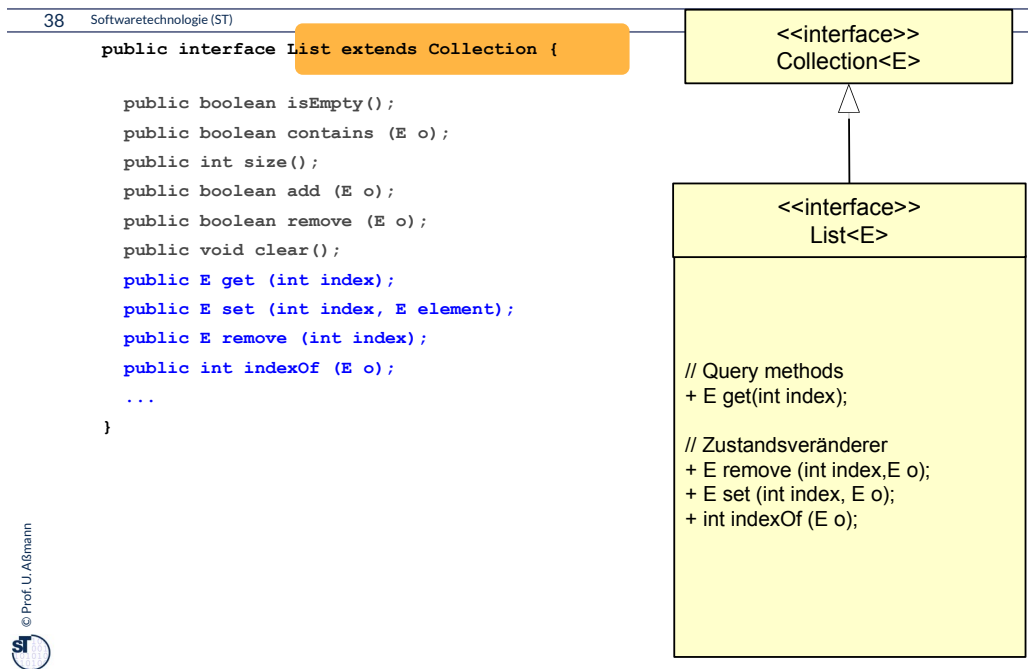 38 Softwaretechnologie (ST)
public interface List extends Collection {
public boolean isEmpty();
public boolean contains (E o);
public int size();
public boolean add (E o);
public boolean remove (E o);
public void clear();
public E get (int index);
public E set (int index, E element);
public E remove (int index);
public int indexOf (E o);
...
}
<<interface>>
Collection<E>
<<interface>>
List<E>
// Query methods
+ E get(int index);
// Zustandsveränderer
+ E remove (int index,E o);
+ E set (int index, E o);
+ int indexOf (E o);
© Prof. U. Aßmann
ST